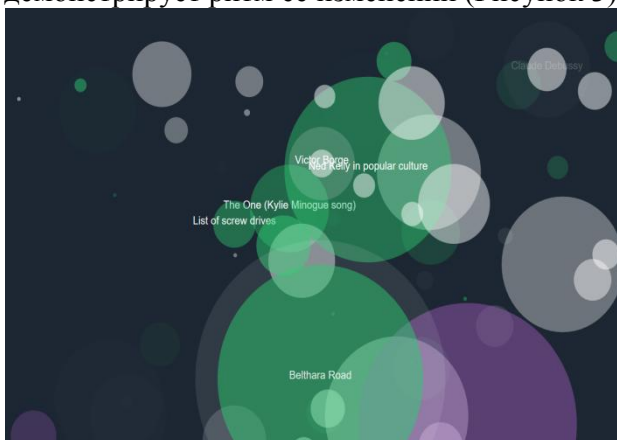 демонстрирует ритм ее изменений (Рисунок 3)
Claude Debussy
Victor Borge
Ned Kelly in popular culture
The One (Kylie Minogue song)
List of screw drives
Belthara Road